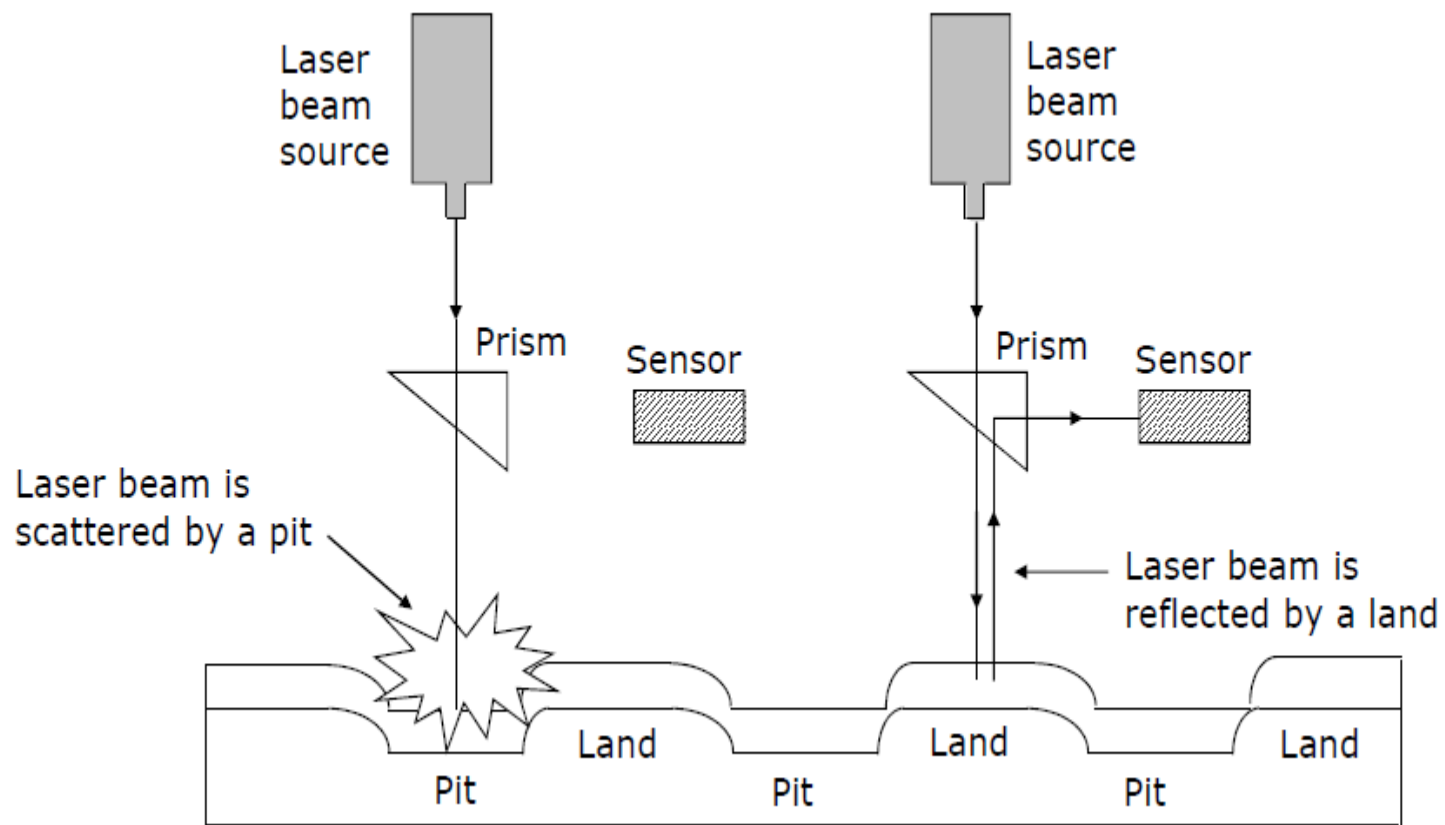 Laser
beam
source
Laser
beam
source
Prism
Sensor
Prism
Sensor
Laser beam is
scattered by a pit
Laser beam is
reflected by a land
Land
Land
Land
Pit
Pit
Pit